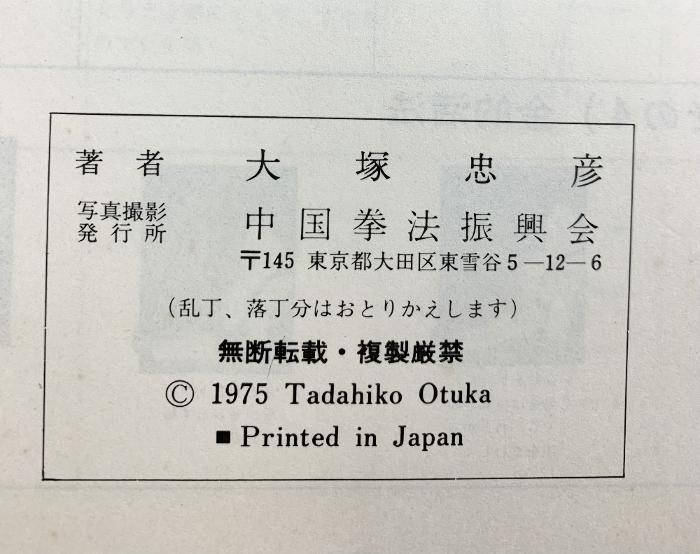 著者 大塚忠彦
写真撮影
発行所 中国拳法振興会
〒145 東京都大田区東雪谷5—12—6
(乱丁、落丁分はおとりかえします)
無断転載・複製厳禁
© 1975 Tadahiko Otuka
■ Printed in Japan